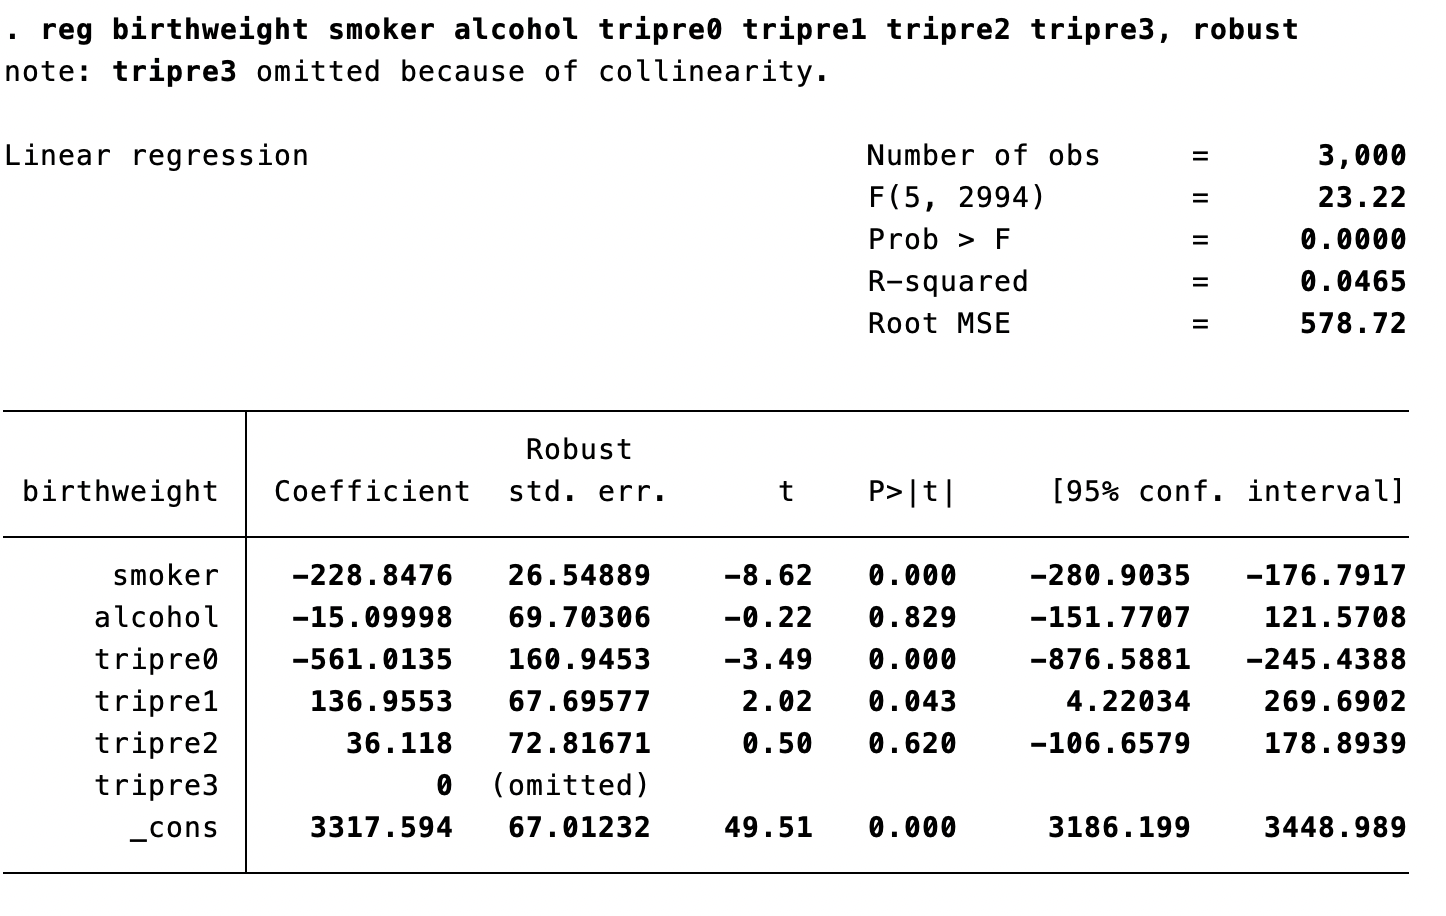 . reg birthweight smoker alcohol tripre0 tripre1 tripre2 tripre3, robust
note: tripre3 omitted because of collinearity.
Linear regression Number of obs = 3,000
F(5, 2994) = 23.22
Prob > F = 0.0000
R-squared = 0.0465
Root MSE = 578.72
Robust
birthweight Coefficient std. err. t P>|t| [95% conf. interval]
smoker -228.8476 26.54889 -8.62 0.000 -280.9035 -176.7917
alcohol -15.09998 69.70306 -0.22 0.829 -151.7707 121.5708
tripre0 -561.0135 160.9453 -3.49 0.000 -876.5881 -245.4388
tripre1 136.9553 67.69577 2.02 0.043 4.22034 269.6902
tripre2 36.118 72.81671 0.50 0.620 -106.6579 178.8939
tripre3 0 (omitted)
_cons 3317.594 67.01232 49.51 0.000 3186.199 3448.989